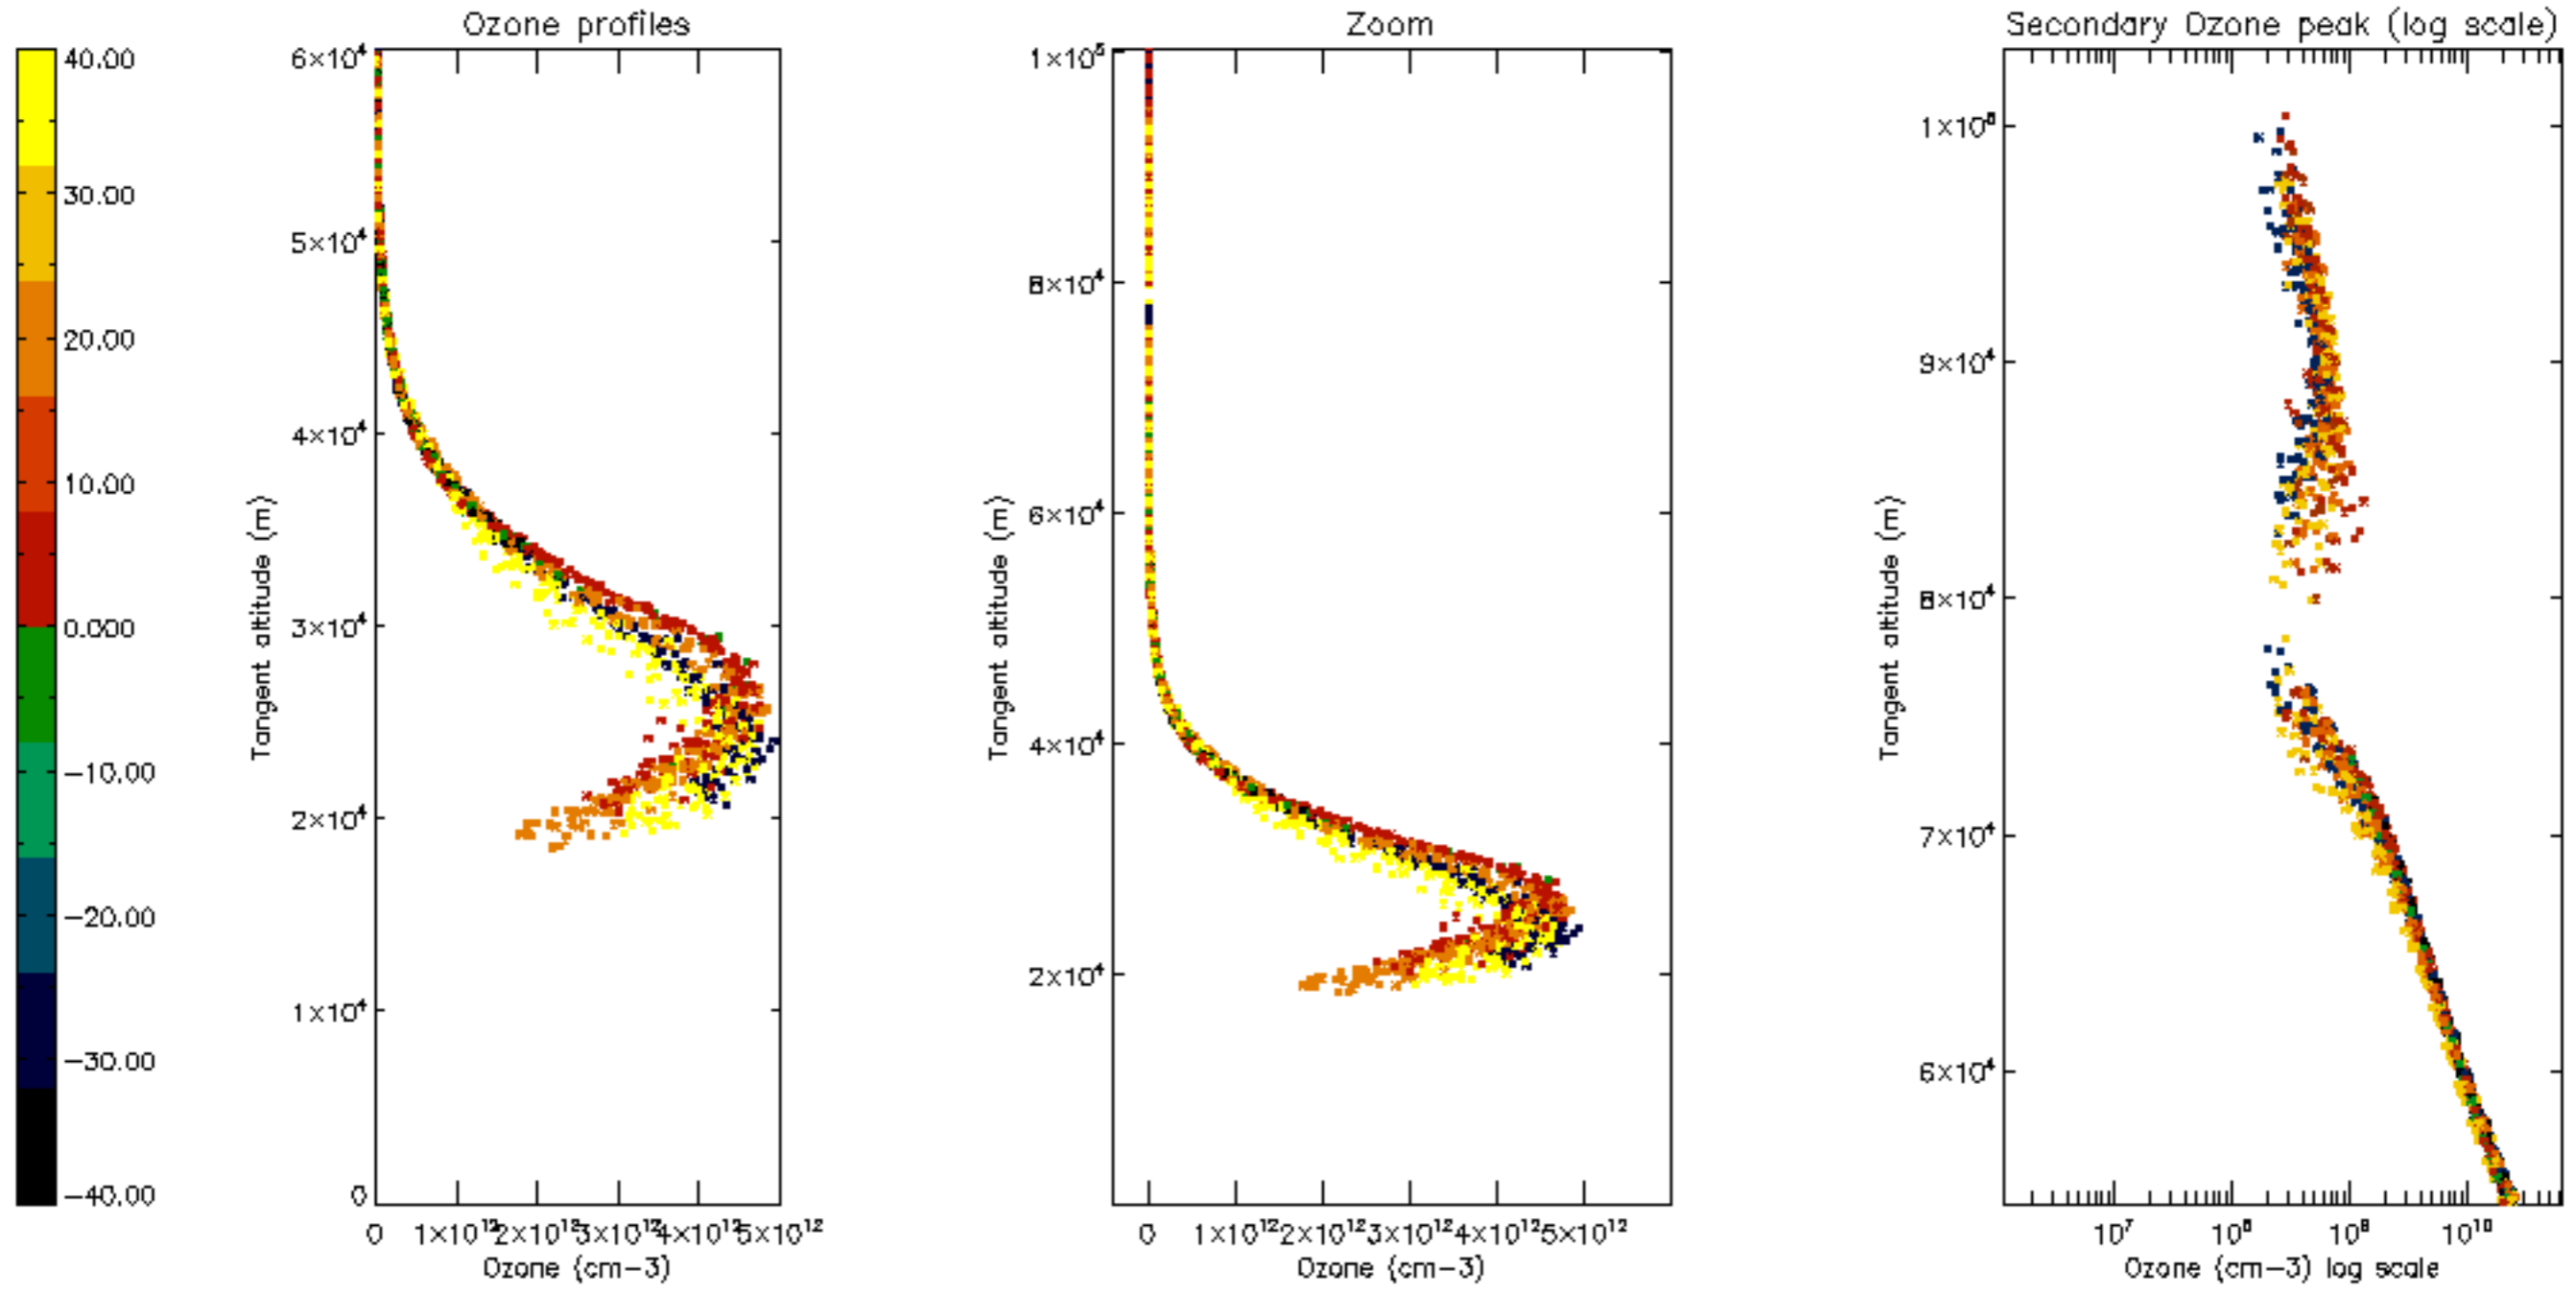 Ozone profiles
Zoom
Secondary Ozone peak (log scale)
40.00
30.00
20.00
10.00
0.000
−10.00
−20.00
−30.00
−40.00
6×10⁴
5×10⁴
4×10⁴
3×10⁴
2×10⁴
1×10⁴
0
Tangent altitude (m)
0 1×10¹² 2×10¹² 3×10¹² 4×10¹² 5×10¹²
Ozone (cm−3)
1×10⁵
8×10⁴
6×10⁴
4×10⁴
2×10⁴
Tangent altitude (m)
0 1×10¹² 2×10¹² 3×10¹² 4×10¹² 5×10¹²
Ozone (cm−3)
1×10⁵
9×10⁴
8×10⁴
7×10⁴
6×10⁴
Tangent altitude (m)
10⁷ 10⁸ 10⁹ 10¹⁰
Ozone (cm−3) log scale